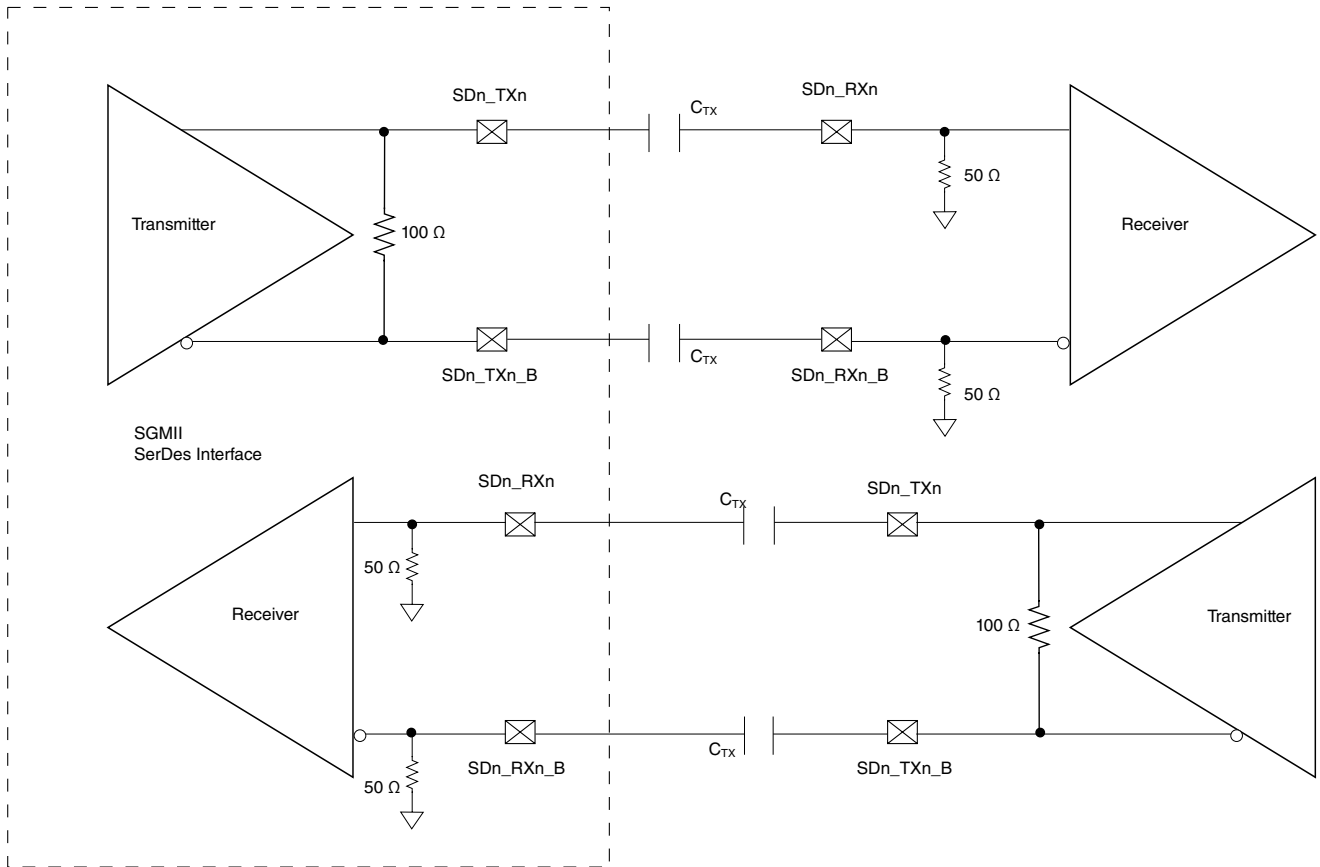 SDn_TXn
C_TX
SDn_RXn
50 Ω
Transmitter
100 Ω
Receiver
SDn_TXn_B
C_TX
SDn_RXn_B
50 Ω
SGMII
SerDes Interface
SDn_RXn
C_TX
SDn_TXn
50 Ω
Receiver
100 Ω
Transmitter
SDn_RXn_B
C_TX
SDn_TXn_B
50 Ω